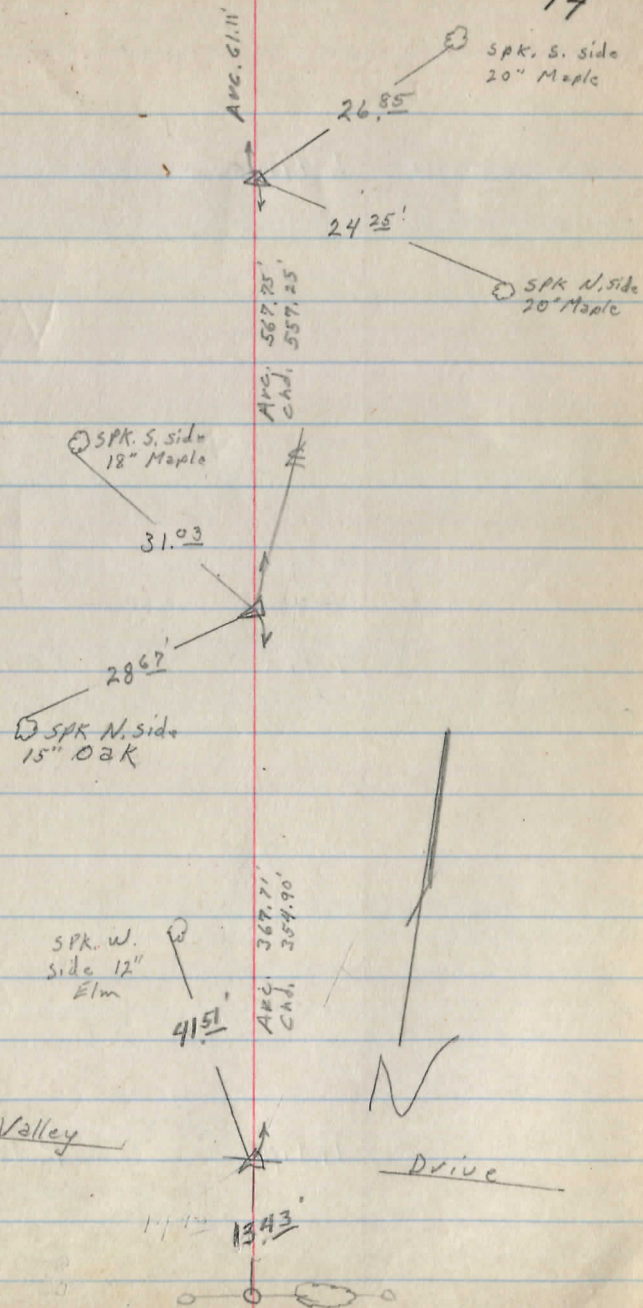 Arc. 61.11'
Spk. S. side
20" Maple
26.85
24 25'
SPK N. side
20" Maple
Arc. 567.75'
Chd. 557.25'
SPK. S. side
18" Maple
31.03
28 67'
SPK N. side
15" Oak
Arc. 367.71'
Chd. 354.90'
SPK. W.
side 12"
Elm
41.51'
N
Valley
Drive
13.43'